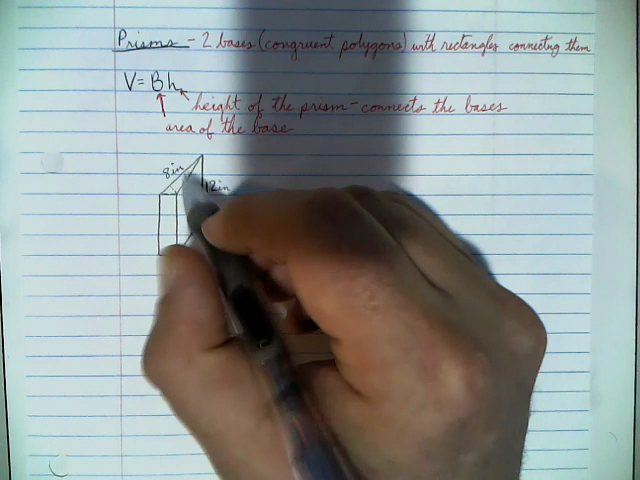 Prisms - 2 bases (congruent polygons) with rectangles connecting them
V = Bh
height of the prism - connects the bases
area of the base
8in
12in